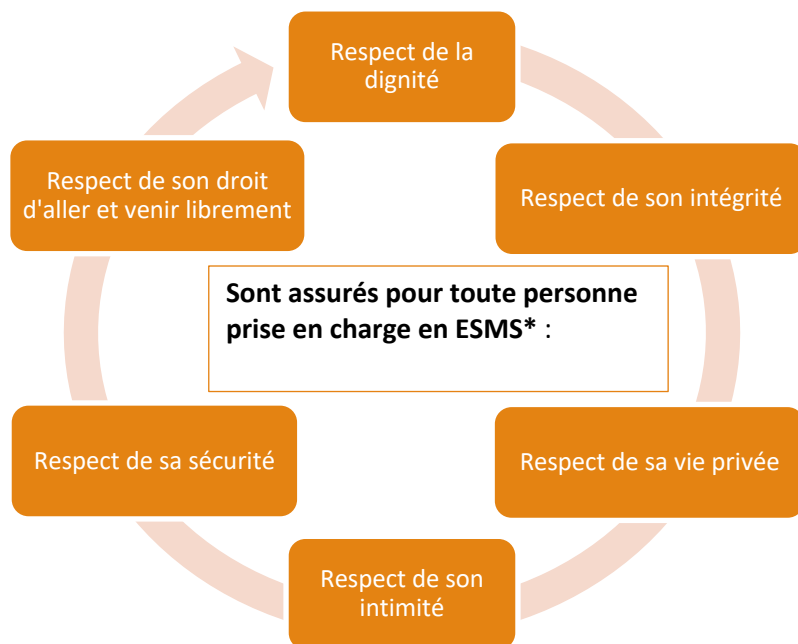 Respect de la
dignité
Respect de son intégrité
Respect de sa vie privée
Respect de son
intimité
Respect de sa sécurité
Respect de son droit
d'aller et venir librement
Sont assurés pour toute personne
prise en charge en ESMS* :